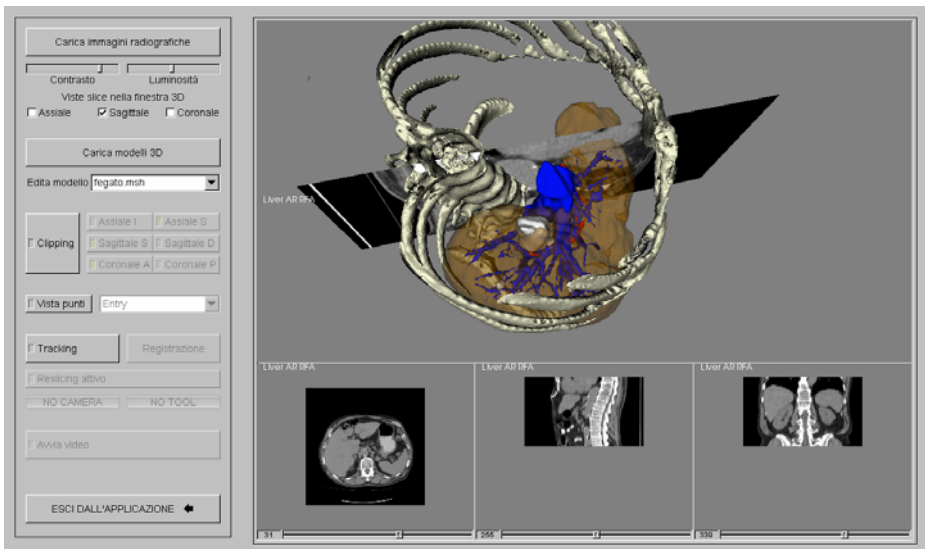 Carica immagini radiografiche
Contrasto Luminosità
Viste slice nella finestra 3D
Assiale Sagittale Coronale
Carica modelli 3D
Edita modello fegato.msh
Clipping
Assiale I Assiale S
Sagittale S Sagittale D
Coronale A Coronale P
Vista punti Entry
Tracking Registrazione
Reslicing attivo
NO CAMERA NO TOOL
Avvia video
ESCI DALL'APPLICAZIONE
Liver AR RFA
Liver AR RFA Liver AR RFA Liver AR RFA
31 255 339